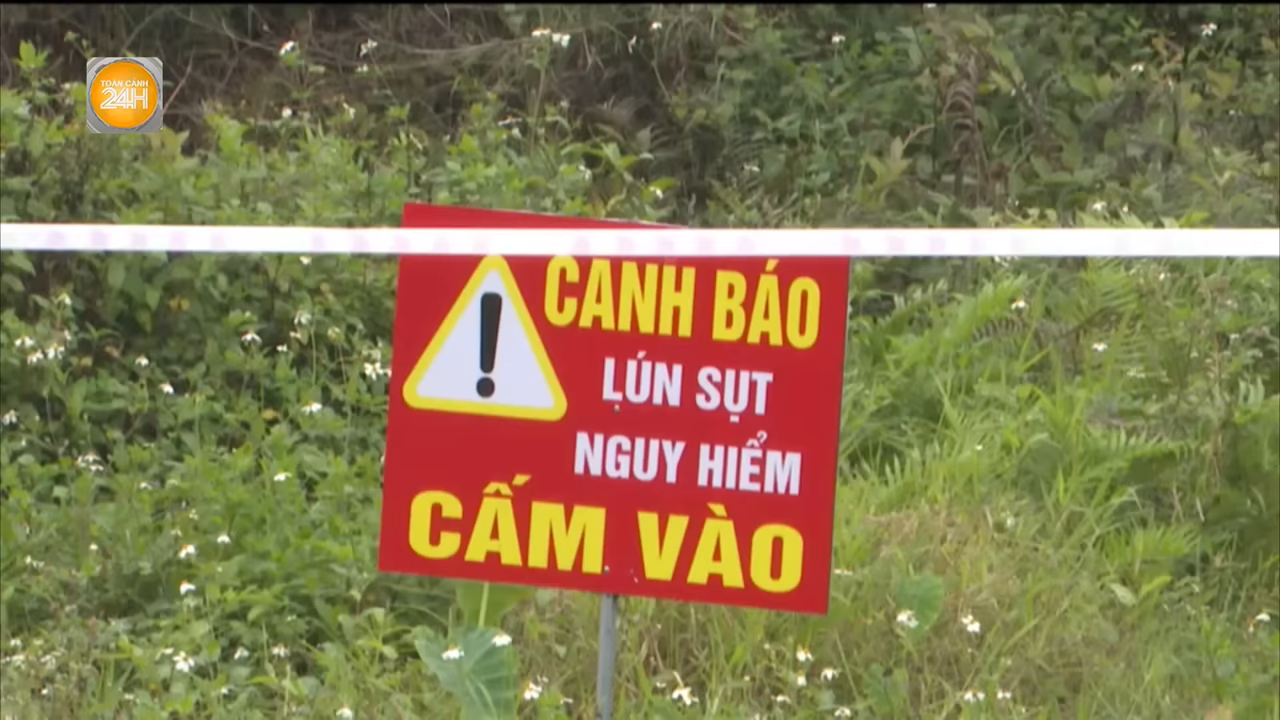 TOÀN CẢNH
24H
CẢNH BÁO
LÚN SỤT
NGUY HIỂM
CẤM VÀO